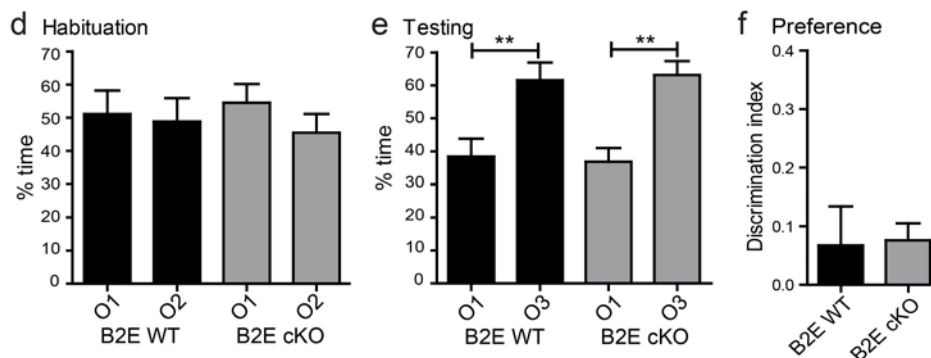 d Habituation
% time
70
60
50
40
30
20
10
0
O1 O2 O1 O2
B2E WT B2E cKO
e Testing
** **
% time
70
60
50
40
30
20
10
0
O1 O3 O1 O3
B2E WT B2E cKO
f Preference
Discrimination index
0.4
0.3
0.2
0.1
0.0
B2E WT B2E cKO